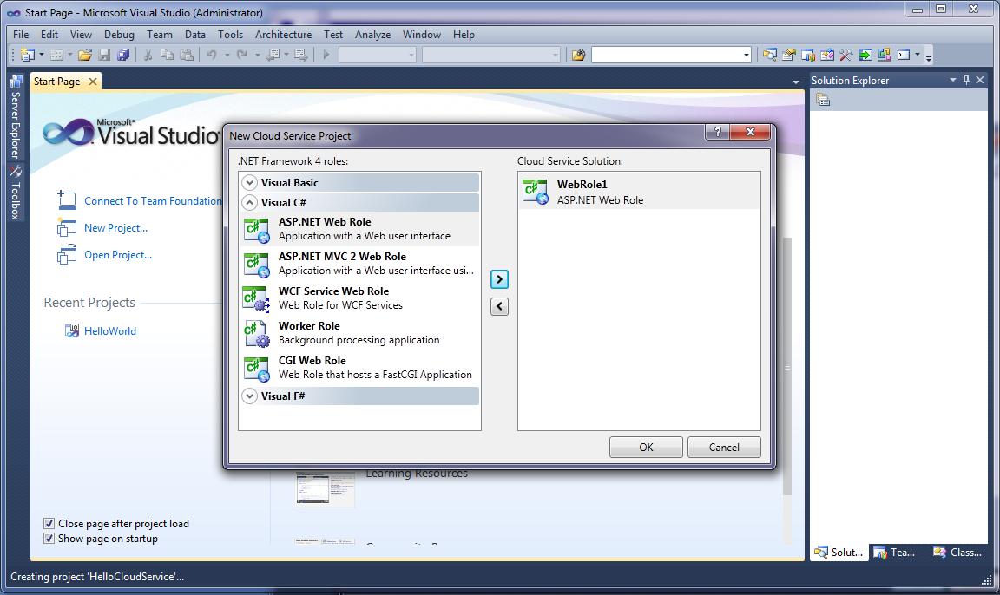 Start Page - Microsoft Visual Studio (Administrator)
File Edit View Debug Team Data Tools Architecture Test Analyze Window Help
Start Page
Solution Explorer
Server Explorer
Toolbox
Microsoft®
Visual Studio
Connect To Team Foundation
New Project...
Open Project...
Recent Projects
HelloWorld
New Cloud Service Project
.NET Framework 4 roles:
Visual Basic
Visual C#
ASP.NET Web Role
Application with a Web user interface
ASP.NET MVC 2 Web Role
Application with a Web user interface usi...
WCF Service Web Role
Web Role for WCF Services
Worker Role
Background processing application
CGI Web Role
Web Role that hosts a FastCGI Application
Visual F#
Cloud Service Solution:
WebRole1
ASP.NET Web Role
OK
Cancel
Learning Resources
Close page after project load
Show page on startup
Solut...
Tea...
Class...
Creating project 'HelloCloudService'...